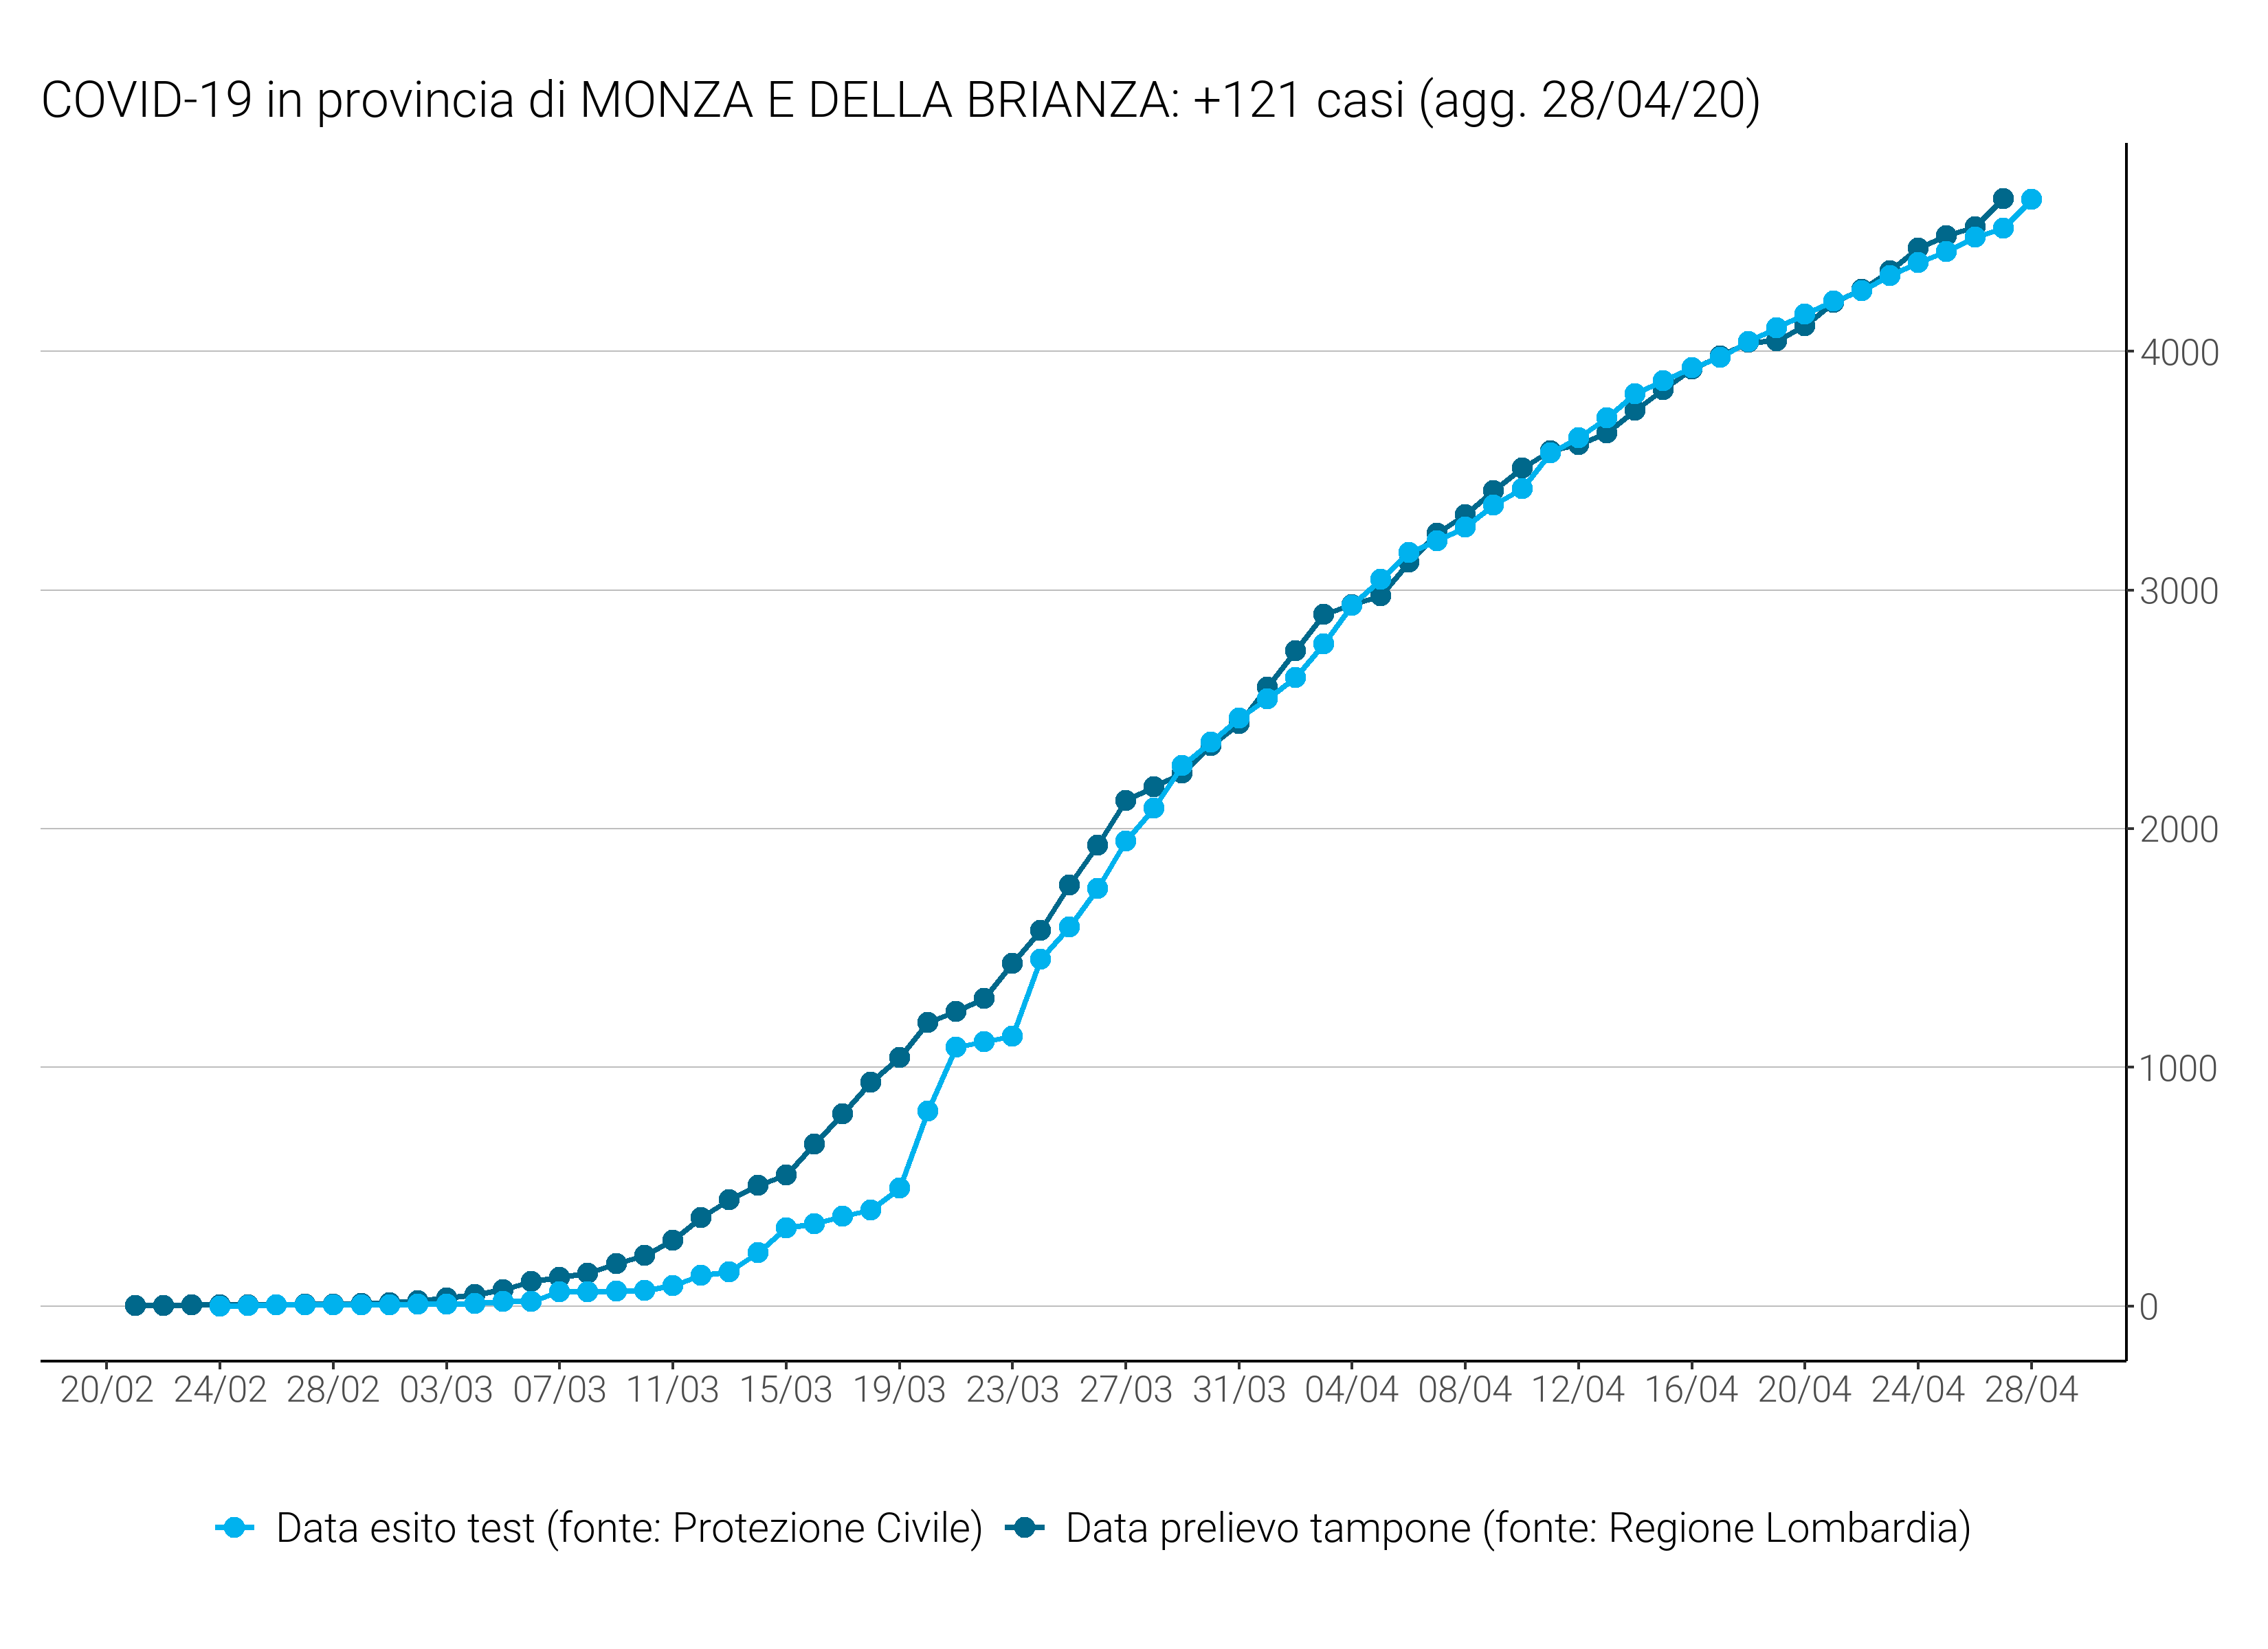 COVID-19 in provincia di MONZA E DELLA BRIANZA: +121 casi (agg. 28/04/20)
4000
3000
2000
1000
0
20/02 24/02 28/02 03/03 07/03 11/03 15/03 19/03 23/03 27/03 31/03 04/04 08/04 12/04 16/04 20/04 24/04 28/04
Data esito test (fonte: Protezione Civile) Data prelievo tampone (fonte: Regione Lombardia)